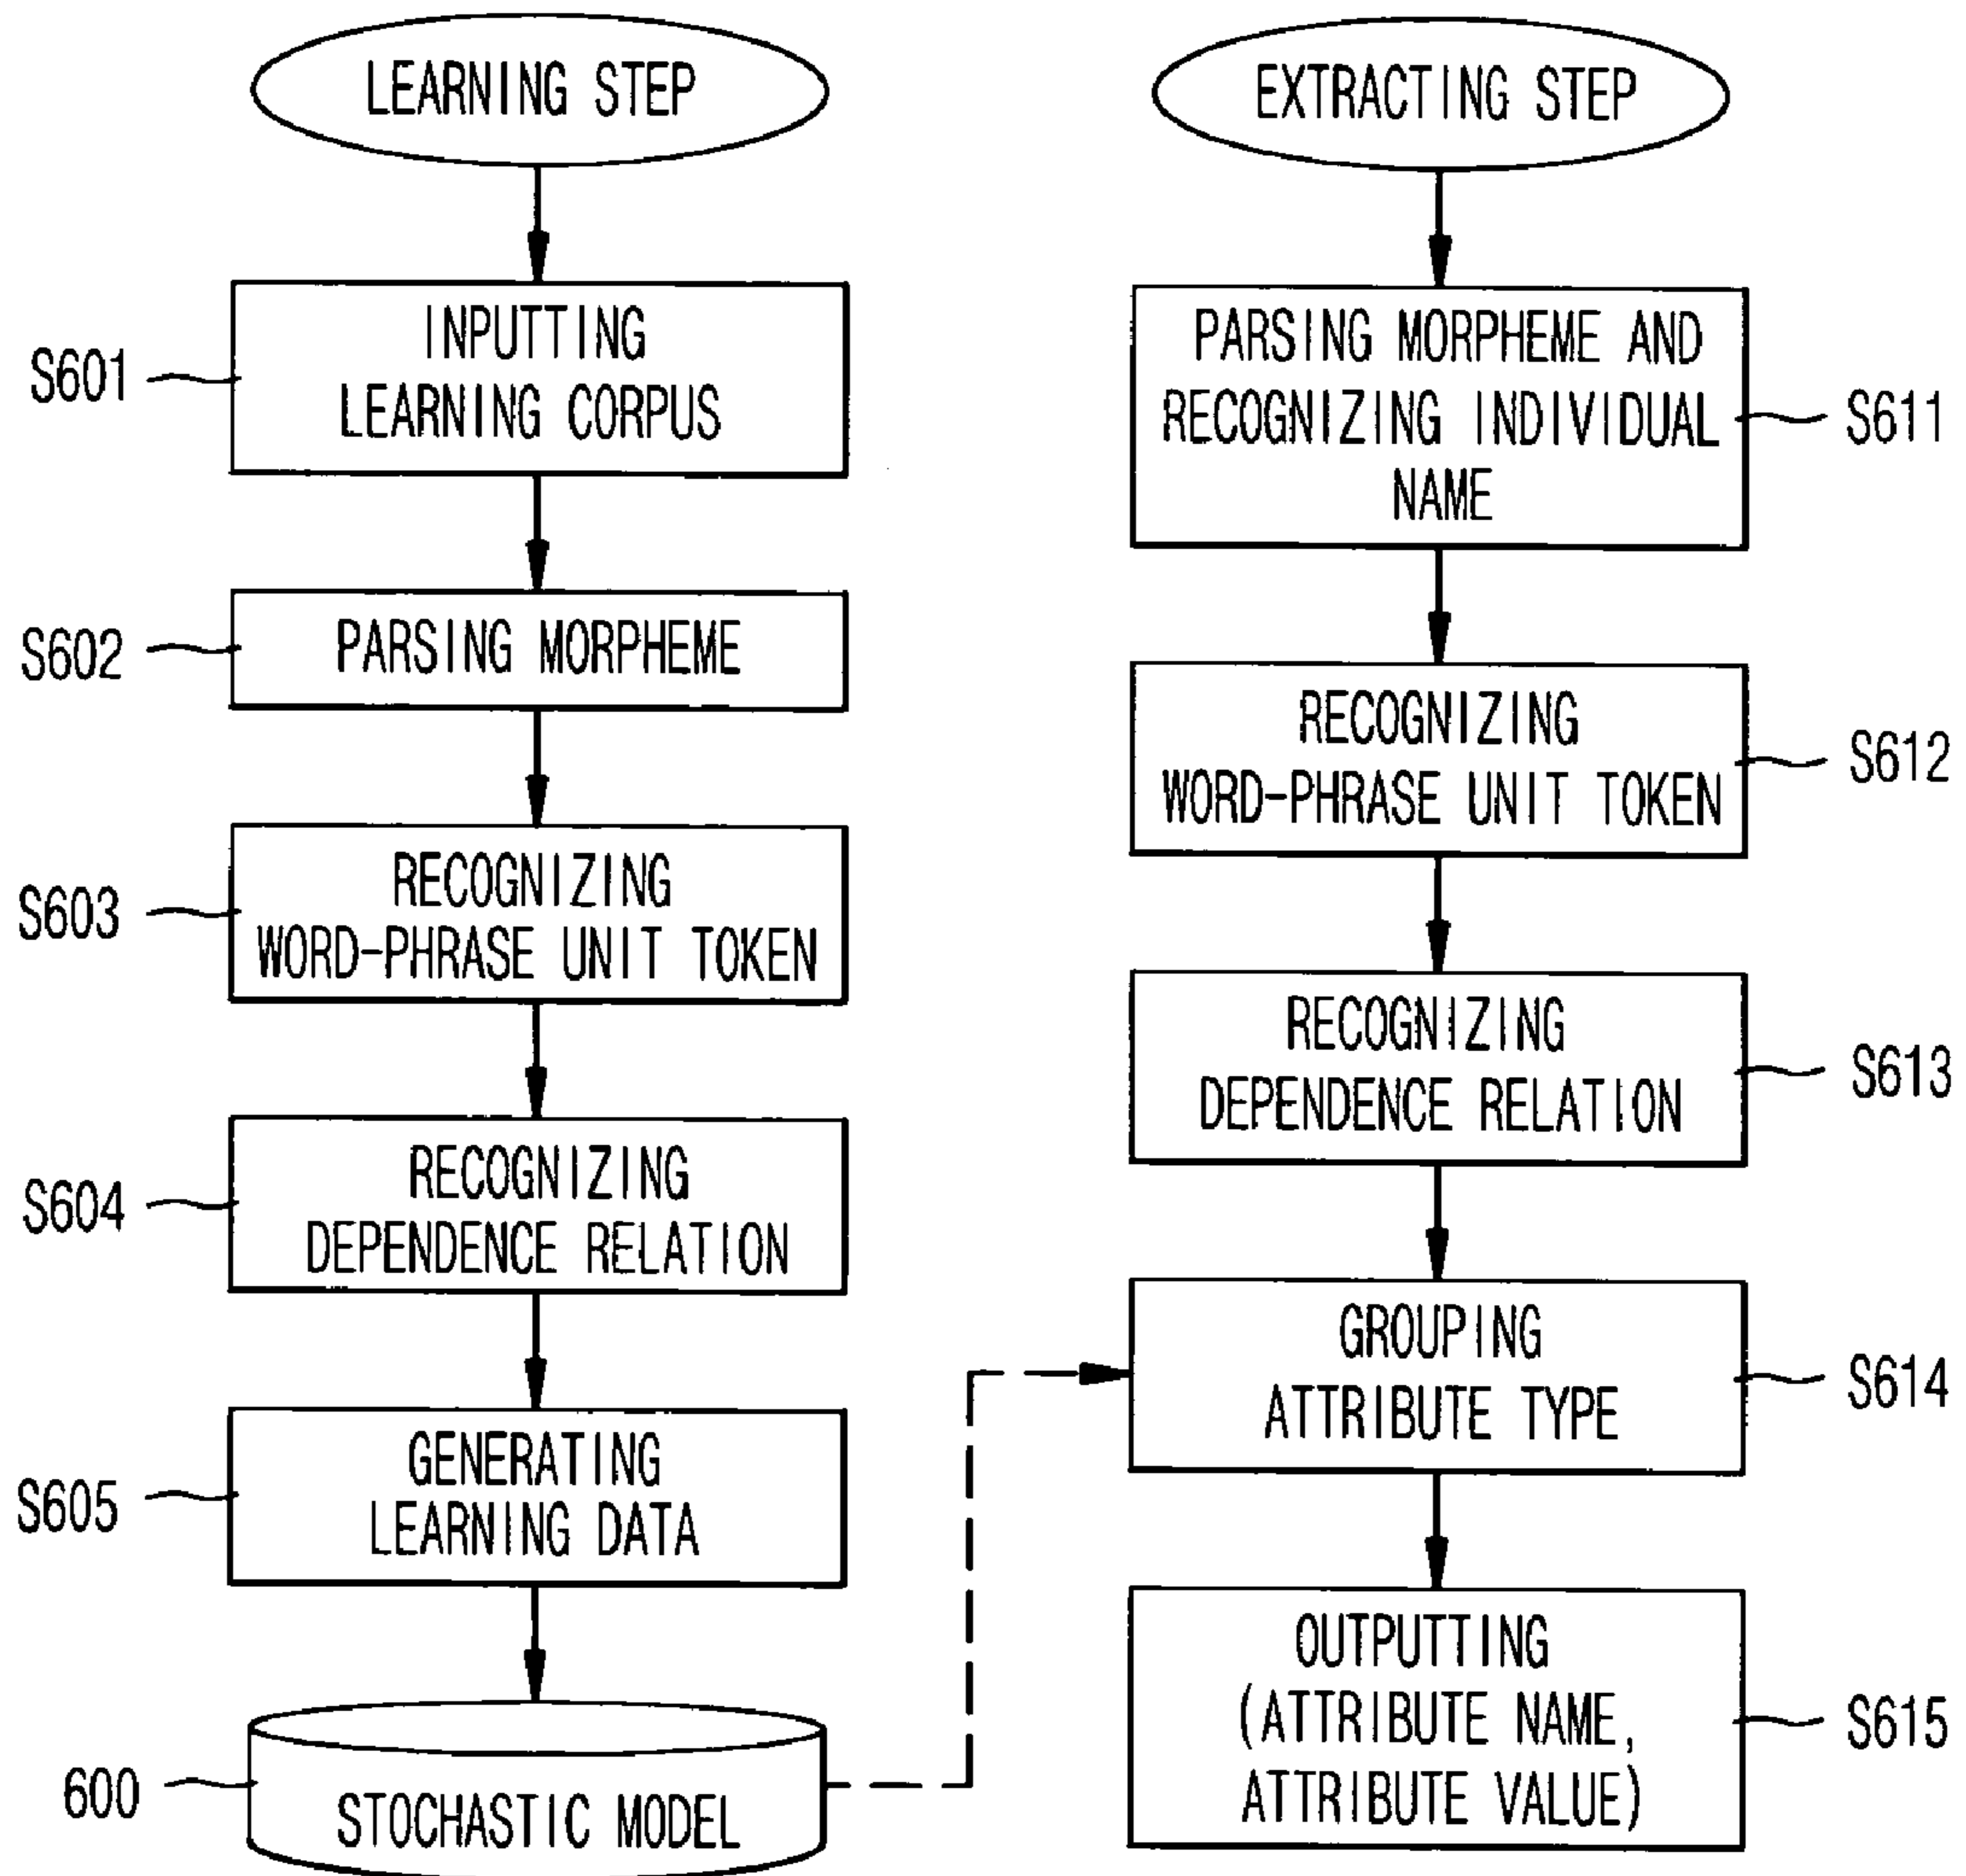 LEARNING STEP
S601
INPUTTING
LEARNING CORPUS
S602
PARSING MORPHEME
S603
RECOGNIZING
WORD-PHRASE UNIT TOKEN
S604
RECOGNIZING
DEPENDENCE RELATION
S605
GENERATING
LEARNING DATA
600
STOCHASTIC MODEL
EXTRACTING STEP
PARSING MORPHEME AND
RECOGNIZING INDIVIDUAL
NAME
S611
RECOGNIZING
WORD-PHRASE UNIT TOKEN
S612
RECOGNIZING
DEPENDENCE RELATION
S613
GROUPING
ATTRIBUTE TYPE
S614
OUTPUTTING
(ATTRIBUTE NAME,
ATTRIBUTE VALUE)
S615